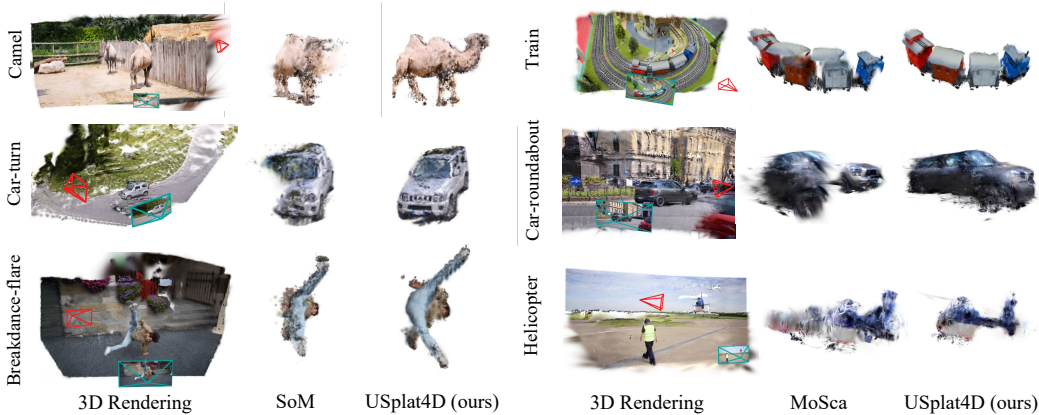 Camel
Train
Car-turn
Car-roundabout
Breakdance-flare
Helicopter
3D Rendering
SoM
USplat4D (ours)
3D Rendering
MoSca
USplat4D (ours)